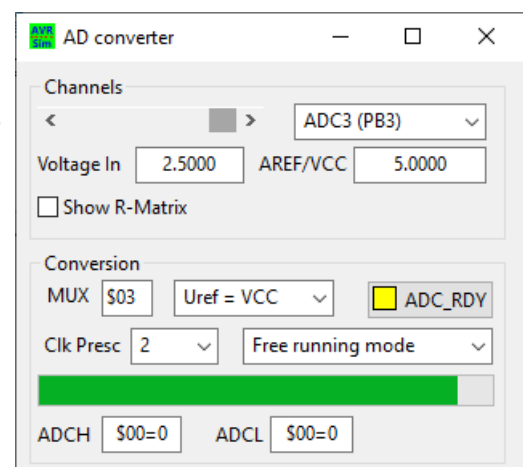 AVR Sim AD converter
Channels
ADC3 (PB3)
Voltage In 2.5000 AREF/VCC 5.0000
Show R-Matrix
Conversion
MUX $03 Uref = VCC ADC_RDY
Clk Presc 2 Free running mode
ADCH $00=0 ADCL $00=0